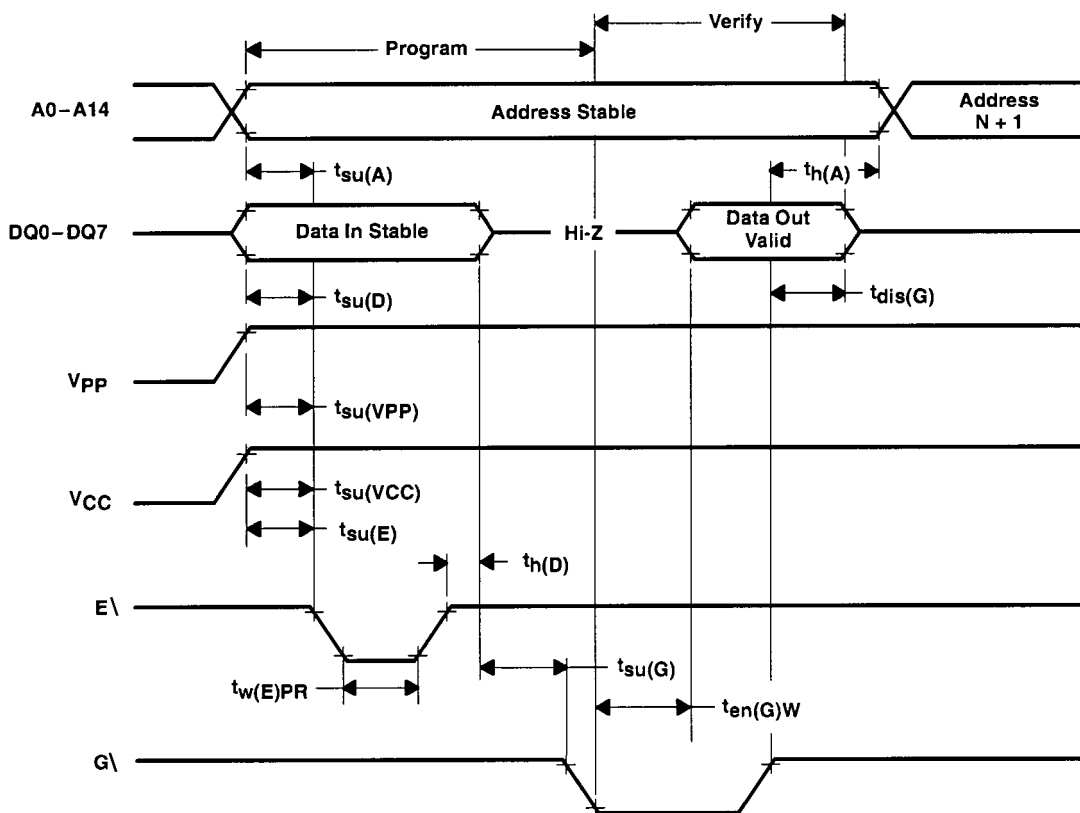 Verify
Program
A0–A14
Address Stable
Address
N + 1
tsu(A)
th(A)
DQ0–DQ7
Data In Stable
Hi-Z
Data Out
Valid
tsu(D)
tdis(G)
VPP
tsu(VPP)
VCC
tsu(VCC)
tsu(E)
th(D)
E\
tsu(G)
tw(E)PR
ten(G)W
G\